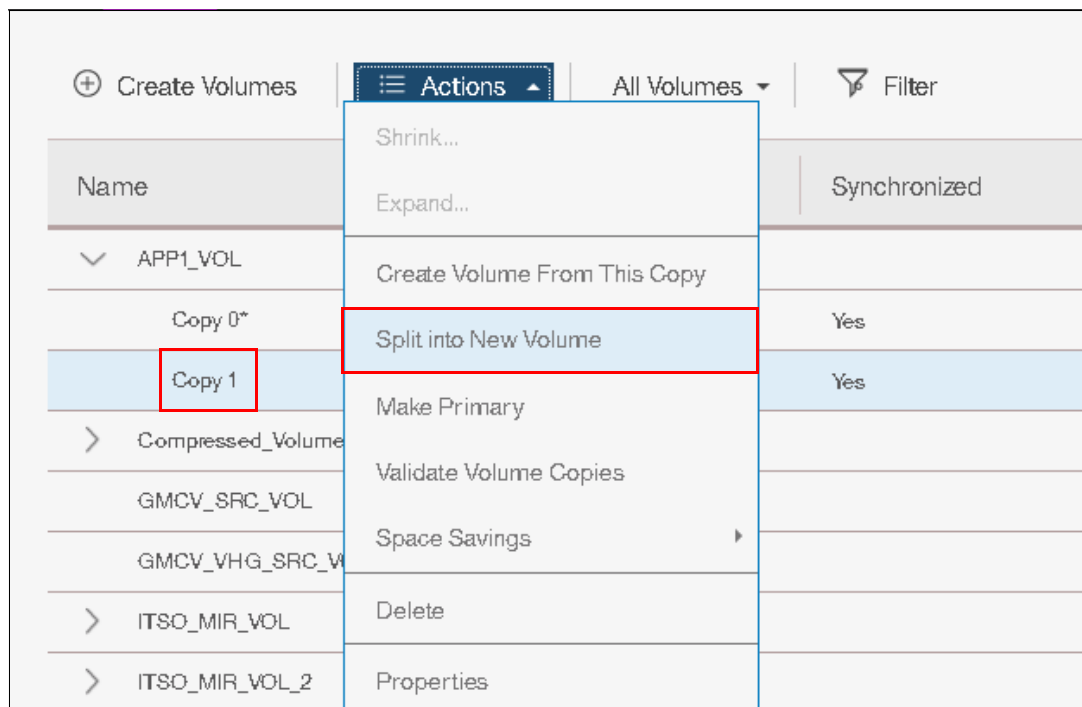 Create Volumes Actions All Volumes Filter
Shrink...
Name Synchronized
Expand...
APP1_VOL
Create Volume From This Copy
Copy 0* Yes
Split into New Volume
Copy 1 Yes
Make Primary
Compressed_Volume
Validate Volume Copies
GMCV_SRC_VOL
Space Savings
GMCV_VHG_SRC_V
Delete
ITSO_MIR_VOL
ITSO_MIR_VOL_2 Properties